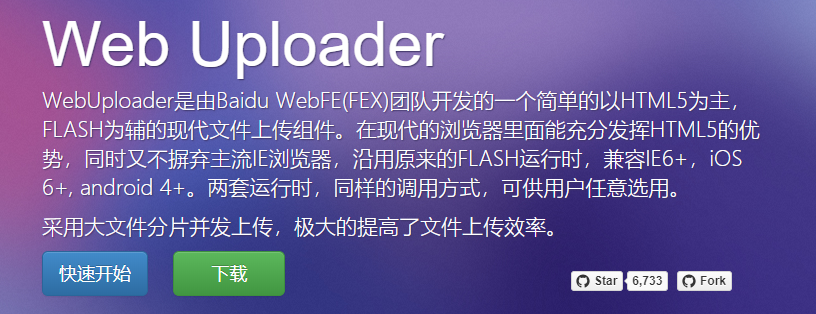 Web Uploader
WebUploader是由Baidu WebFE(FEX)团队开发的一个简单的以HTML5为主，
FLASH为辅的现代文件上传组件。在现代的浏览器里面能充分发挥HTML5的优
势，同时又不摒弃主流IE浏览器，沿用原来的FLASH运行时，兼容IE6+，iOS
6+, android 4+。两套运行时，同样的调用方式，可供用户任意选用。
采用大文件分片并发上传，极大的提高了文件上传效率。
快速开始 下载
Star 6,733 Fork